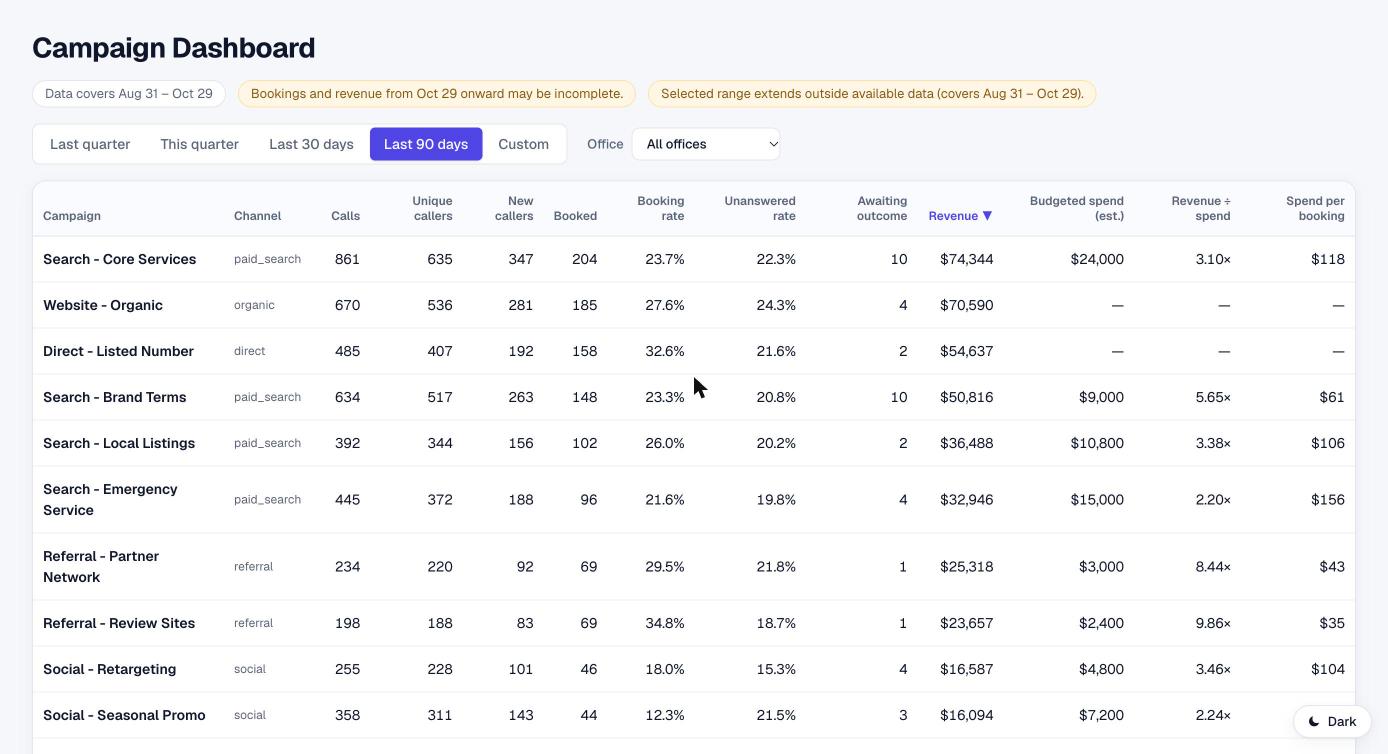 Campaign Dashboard
Data covers Aug 31 – Oct 29 Bookings and revenue from Oct 29 onward may be incomplete. Selected range extends outside available data (covers Aug 31 – Oct 29).
Last quarter This quarter Last 30 days Last 90 days Custom Office All offices
Campaign Channel Calls Unique callers New callers Booked Booking rate Unanswered rate Awaiting outcome Revenue ▼ Budgeted spend (est.) Revenue ÷ spend Spend per booking
Search - Core Services paid_search 861 635 347 204 23.7% 22.3% 10 $74,344 $24,000 3.10× $118
Website - Organic organic 670 536 281 185 27.6% 24.3% 4 $70,590 — — —
Direct - Listed Number direct 485 407 192 158 32.6% 21.6% 2 $54,637 — — —
Search - Brand Terms paid_search 634 517 263 148 23.3% 20.8% 10 $50,816 $9,000 5.65× $61
Search - Local Listings paid_search 392 344 156 102 26.0% 20.2% 2 $36,488 $10,800 3.38× $106
Search - Emergency Service paid_search 445 372 188 96 21.6% 19.8% 4 $32,946 $15,000 2.20× $156
Referral - Partner Network referral 234 220 92 69 29.5% 21.8% 1 $25,318 $3,000 8.44× $43
Referral - Review Sites referral 198 188 83 69 34.8% 18.7% 1 $23,657 $2,400 9.86× $35
Social - Retargeting social 255 228 101 46 18.0% 15.3% 4 $16,587 $4,800 3.46× $104
Social - Seasonal Promo social 358 311 143 44 12.3% 21.5% 3 $16,094 $7,200 2.24×
Dark